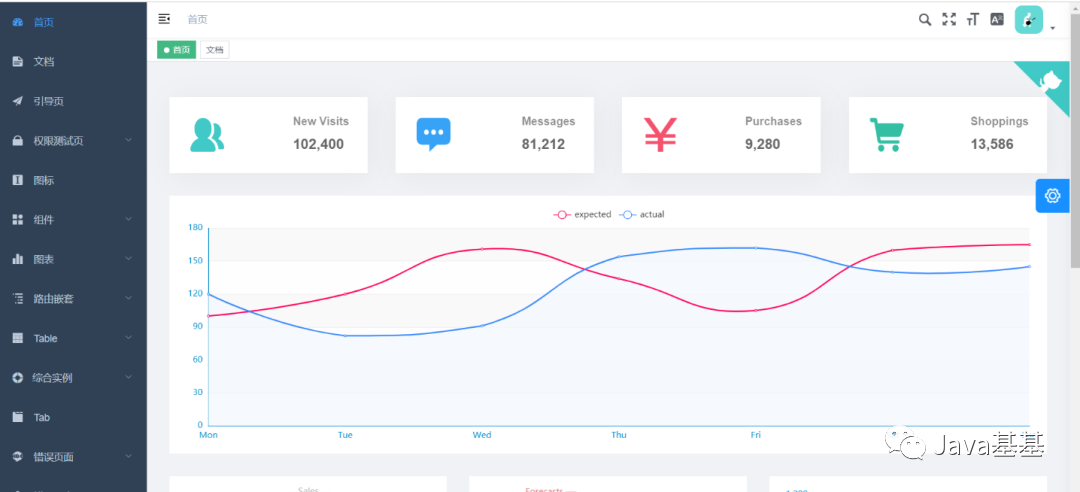 首页
文档
引导页
权限测试页
图标
组件
图表
路由嵌套
Table
综合实例
Tab
错误页面
首页
首页
文档
New Visits
102,400
Messages
81,212
Purchases
9,280
Shoppings
13,586
expected actual
180
150
120
90
60
30
0
Mon Tue Wed Thu Fri
Java基基
Sales
Forecasts